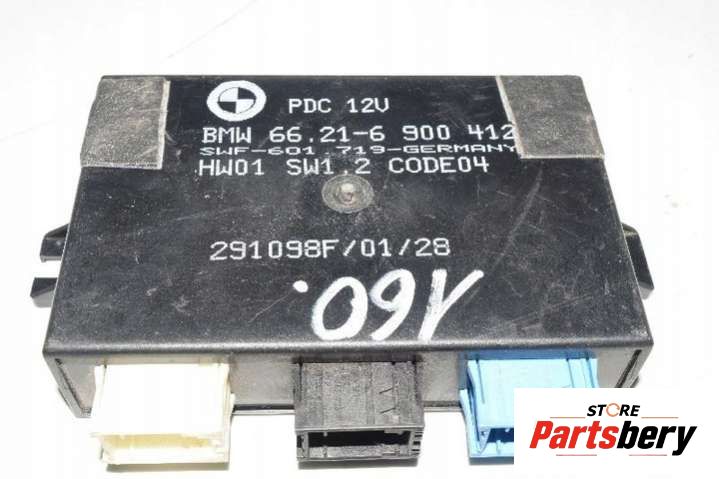 PDC 12V
BMW 66.21-6 900 412
SWF-601.719-GERMANY
HW01 SW1.2 CODE04
291098F/01/28
160.
STORE
Partsbery